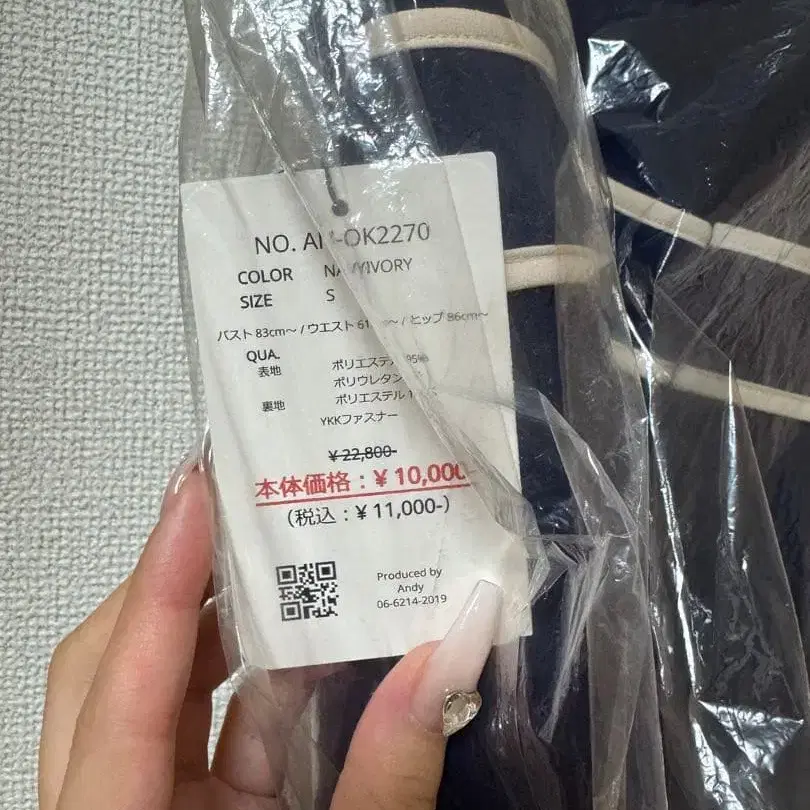 NO. AN-OK2270
COLOR NAVYIVORY
SIZE S
バスト 83cm～ / ウエスト 61 ～ / ヒップ 86cm～
QUA.
表地 ポリエステル 95%
ポリウレタン
裏地 ポリエステル
YKKファスナー
¥22,800-
本体価格：¥10,000-
（税込：¥11,000-）
Produced by
Andy
06-6214-2019